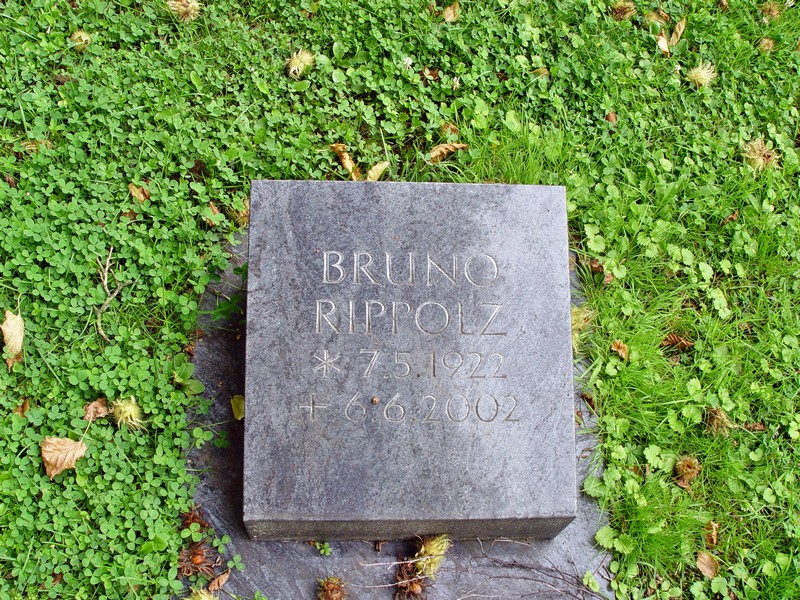 BRUNO
RIPPOLZ
* 7.5.1922
+ 6.6.2002